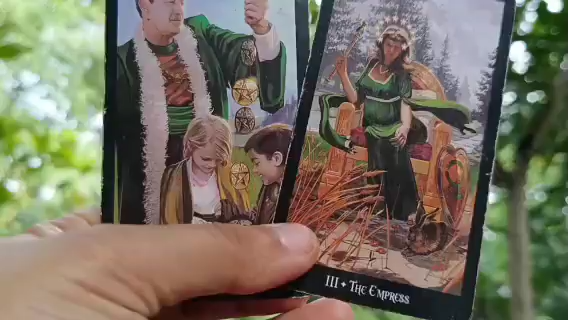 III ✦ The Empress